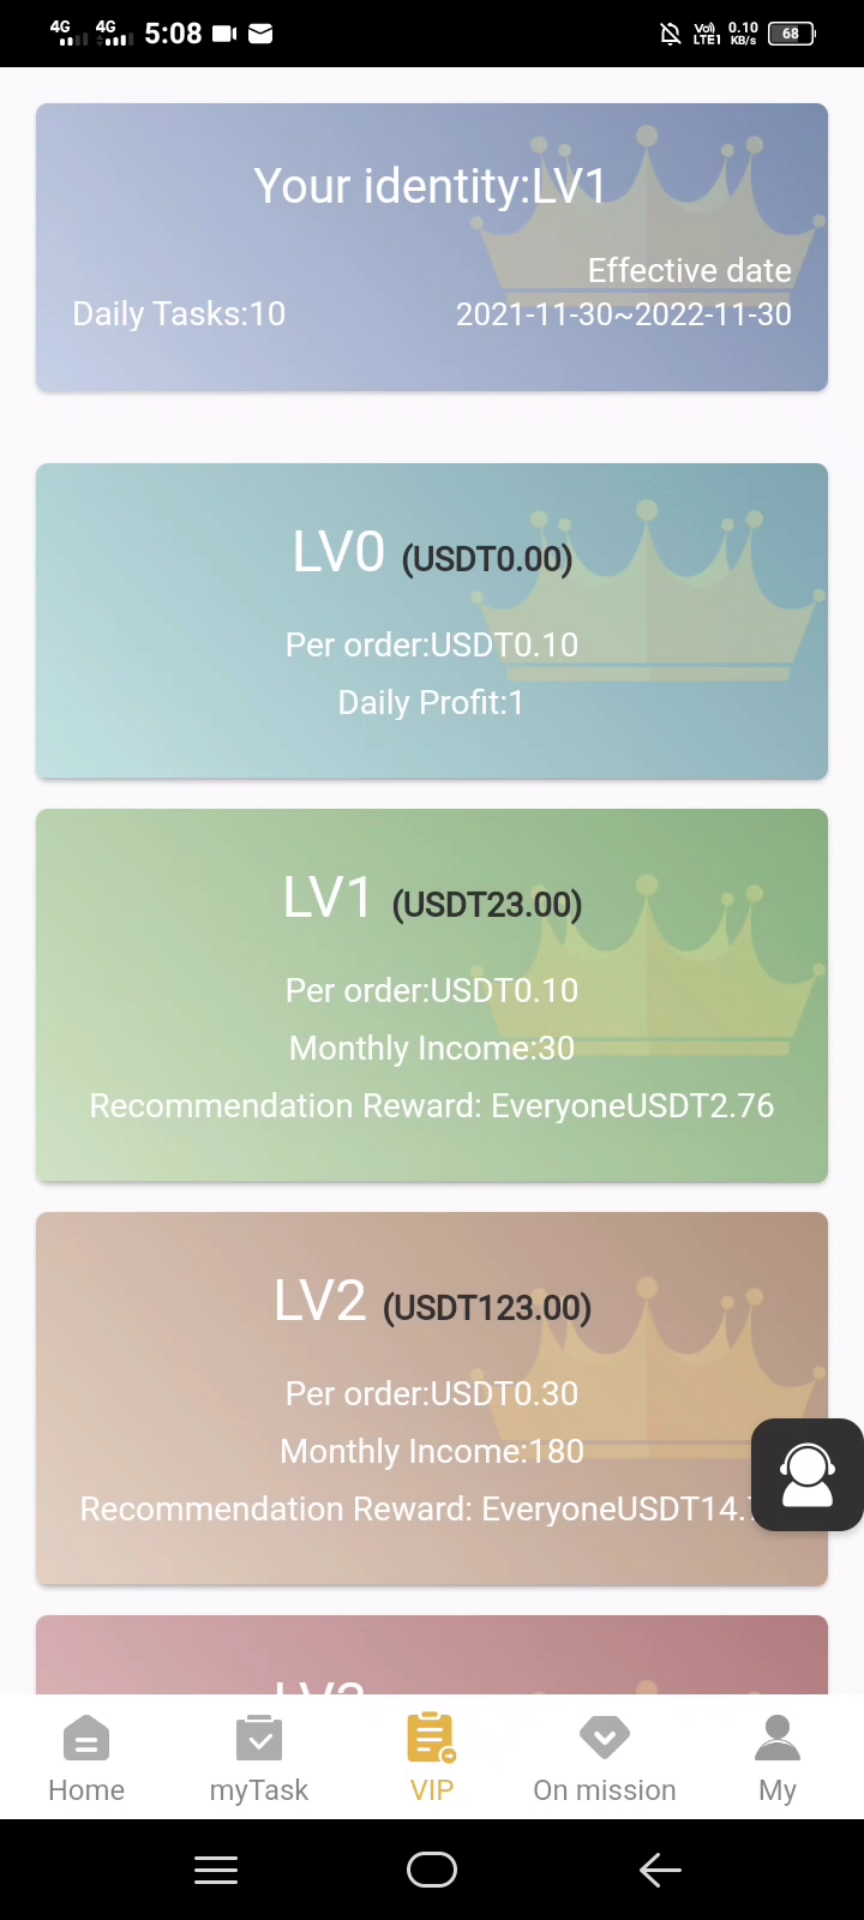 4G 4G 5:08 Vo) LTE1 0.10 KB/s 68
Your identity:LV1
Effective date
Daily Tasks:10 2021-11-30~2022-11-30
LV0 (USDT0.00)
Per order:USDT0.10
Daily Profit:1
LV1 (USDT23.00)
Per order:USDT0.10
Monthly Income:30
Recommendation Reward: EveryoneUSDT2.76
LV2 (USDT123.00)
Per order:USDT0.30
Monthly Income:180
Recommendation Reward: EveryoneUSDT14.
Home myTask VIP On mission My